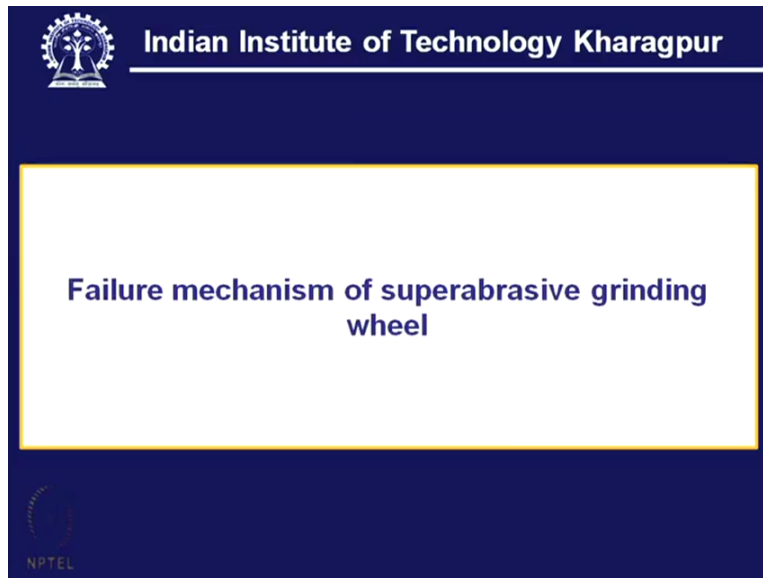 Indian Institute of Technology Kharagpur
Failure mechanism of superabrasive grinding
wheel
NPTEL